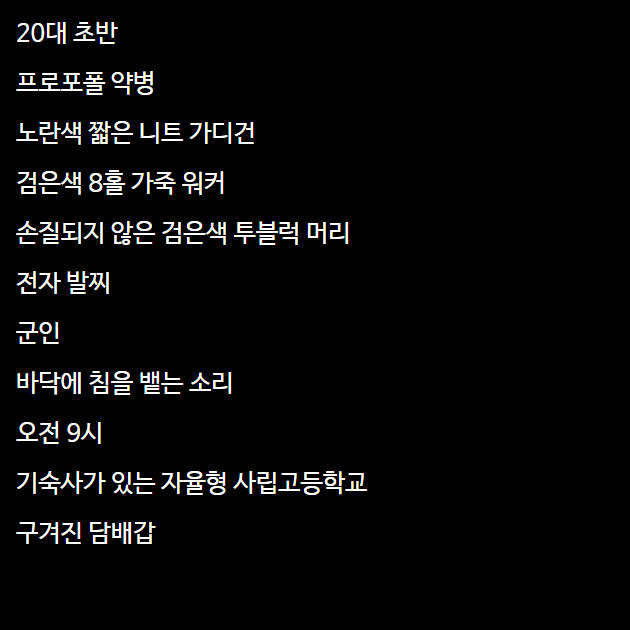 20대 초반
프로포폴 약병
노란색 짧은 니트 가디건
검은색 8홀 가죽 워커
손질되지 않은 검은색 투블럭 머리
전자 발찌
군인
바닥에 침을 뱉는 소리
오전 9시
기숙사가 있는 자율형 사립고등학교
구겨진 담배갑